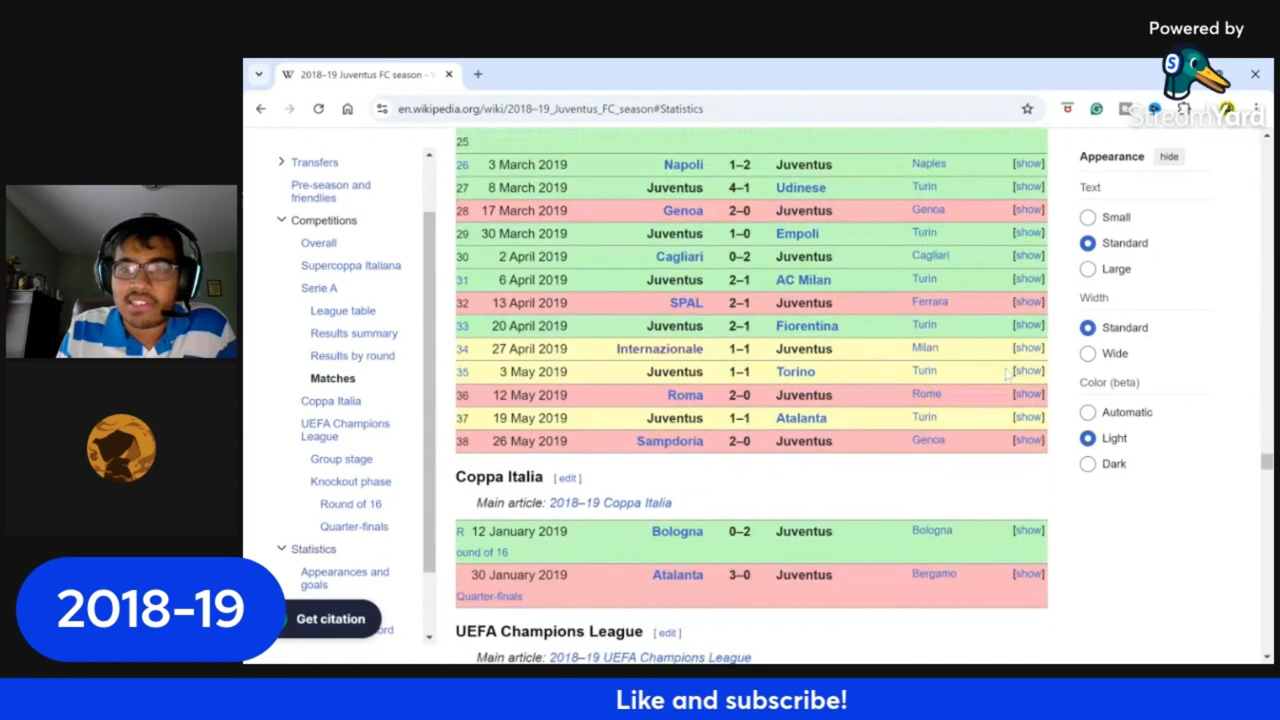 Powered by
StreamYard
2018–19 Juventus FC season -
en.wikipedia.org/wiki/2018–19_Juventus_FC_season#Statistics
Transfers
Pre-season and
friendlies
Competitions
Overall
Supercoppa Italiana
Serie A
League table
Results summary
Results by round
Matches
Coppa Italia
UEFA Champions
League
Group stage
Knockout phase
Round of 16
Quarter-finals
Statistics
Appearances and
goals
Get citation
25
26 3 March 2019 Napoli 1–2 Juventus Naples [show]
27 8 March 2019 Juventus 4–1 Udinese Turin [show]
28 17 March 2019 Genoa 2–0 Juventus Genoa [show]
29 30 March 2019 Juventus 1–0 Empoli Turin [show]
30 2 April 2019 Cagliari 0–2 Juventus Cagliari [show]
31 6 April 2019 Juventus 2–1 AC Milan Turin [show]
32 13 April 2019 SPAL 2–1 Juventus Ferrara [show]
33 20 April 2019 Juventus 2–1 Fiorentina Turin [show]
34 27 April 2019 Internazionale 1–1 Juventus Milan [show]
35 3 May 2019 Juventus 1–1 Torino Turin [show]
36 12 May 2019 Roma 2–0 Juventus Rome [show]
37 19 May 2019 Juventus 1–1 Atalanta Turin [show]
38 26 May 2019 Sampdoria 2–0 Juventus Genoa [show]
Coppa Italia [ edit ]
Main article: 2018–19 Coppa Italia
R 12 January 2019 Bologna 0–2 Juventus Bologna [show]
ound of 16
30 January 2019 Atalanta 3–0 Juventus Bergamo [show]
Quarter-finals
UEFA Champions League [ edit ]
Main article: 2018–19 UEFA Champions League
Appearance hide
Text
Small
Standard
Large
Width
Standard
Wide
Color (beta)
Automatic
Light
Dark
2018-19
Like and subscribe!